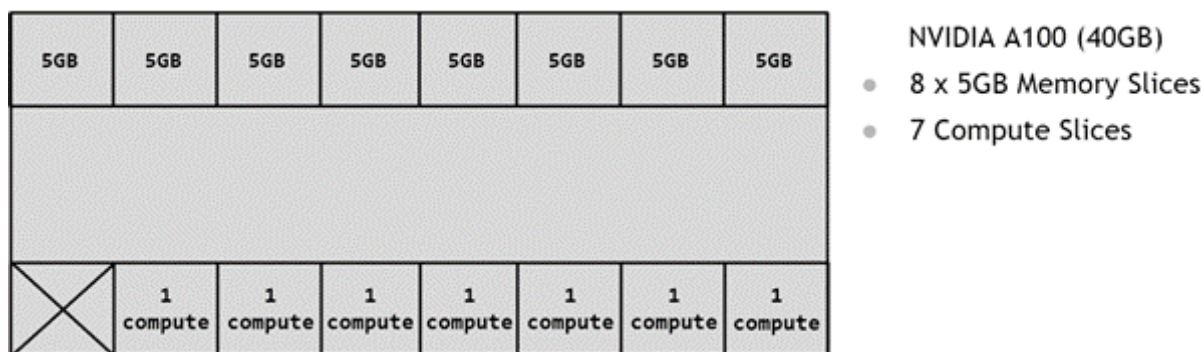 5GB 5GB 5GB 5GB 5GB 5GB 5GB 5GB
NVIDIA A100 (40GB)
8 x 5GB Memory Slices
7 Compute Slices
1 1 1 1 1 1 1
compute compute compute compute compute compute compute